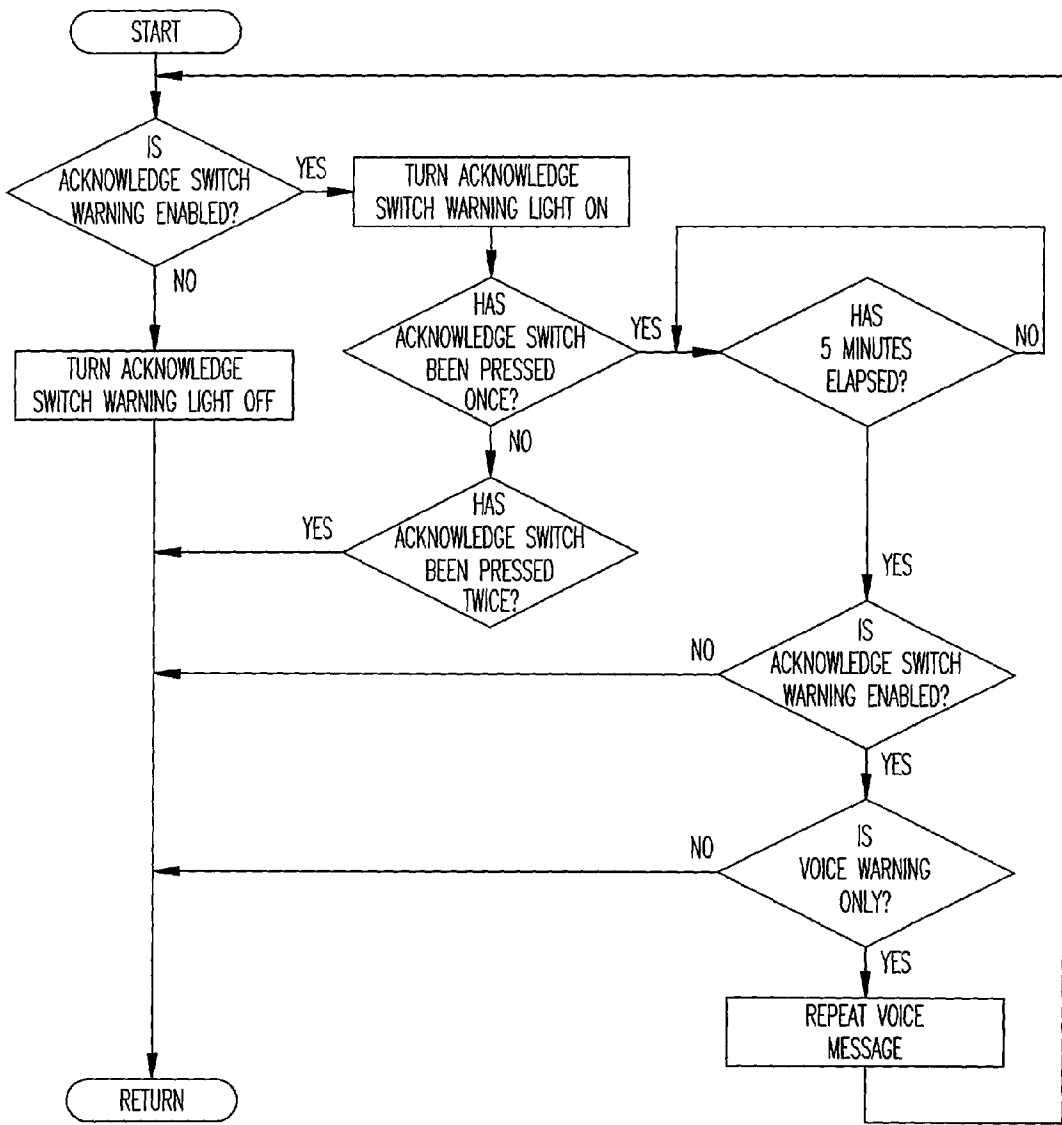 START
IS
ACKNOWLEDGE SWITCH
WARNING ENABLED?
YES
TURN ACKNOWLEDGE
SWITCH WARNING LIGHT ON
NO
TURN ACKNOWLEDGE
SWITCH WARNING LIGHT OFF
HAS
ACKNOWLEDGE SWITCH
BEEN PRESSED
ONCE?
YES
HAS
5 MINUTES
ELAPSED?
NO
NO
HAS
ACKNOWLEDGE SWITCH
BEEN PRESSED
TWICE?
YES
YES
IS
ACKNOWLEDGE SWITCH
WARNING ENABLED?
NO
YES
IS
VOICE WARNING
ONLY?
NO
YES
REPEAT VOICE
MESSAGE
RETURN